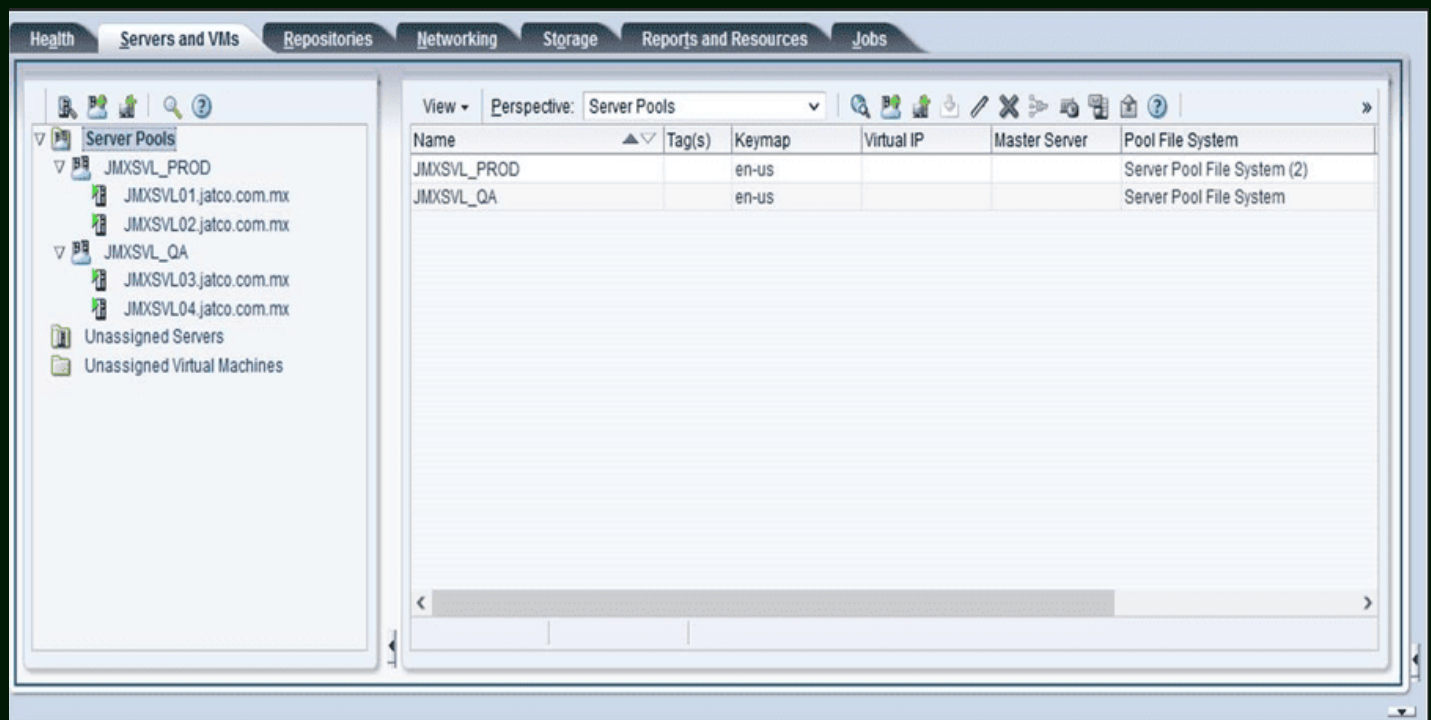 Health Servers and VMs Repositories Networking Storage Reports and Resources Jobs
Server Pools
JMXSVL_PROD
JMXSVL01.jatco.com.mx
JMXSVL02.jatco.com.mx
JMXSVL_QA
JMXSVL03.jatco.com.mx
JMXSVL04.jatco.com.mx
Unassigned Servers
Unassigned Virtual Machines
View Perspective: Server Pools
Name Tag(s) Keymap Virtual IP Master Server Pool File System
JMXSVL_PROD en-us Server Pool File System (2)
JMXSVL_QA en-us Server Pool File System